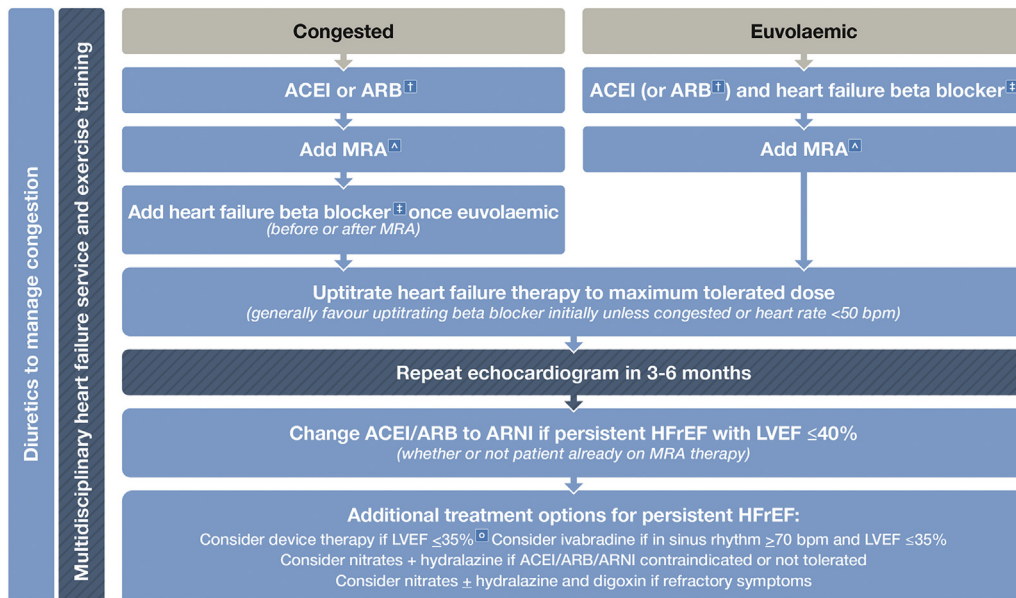 Diuretics to manage congestion
Multidisciplinary heart failure service and exercise training
Congested
Euvolaemic
ACEI or ARB†
ACEI (or ARB†) and heart failure beta blocker‡
Add MRA^
Add MRA^
Add heart failure beta blocker‡ once euvolaemic
(before or after MRA)
Uptitrate heart failure therapy to maximum tolerated dose
(generally favour uptitrating beta blocker initially unless congested or heart rate <50 bpm)
Repeat echocardiogram in 3-6 months
Change ACEI/ARB to ARNI if persistent HFrEF with LVEF ≤40%
(whether or not patient already on MRA therapy)
Additional treatment options for persistent HFrEF:
Consider device therapy if LVEF ≤35%° Consider ivabradine if in sinus rhythm ≥70 bpm and LVEF ≤35%
Consider nitrates + hydralazine if ACEI/ARB/ARNI contraindicated or not tolerated
Consider nitrates ± hydralazine and digoxin if refractory symptoms